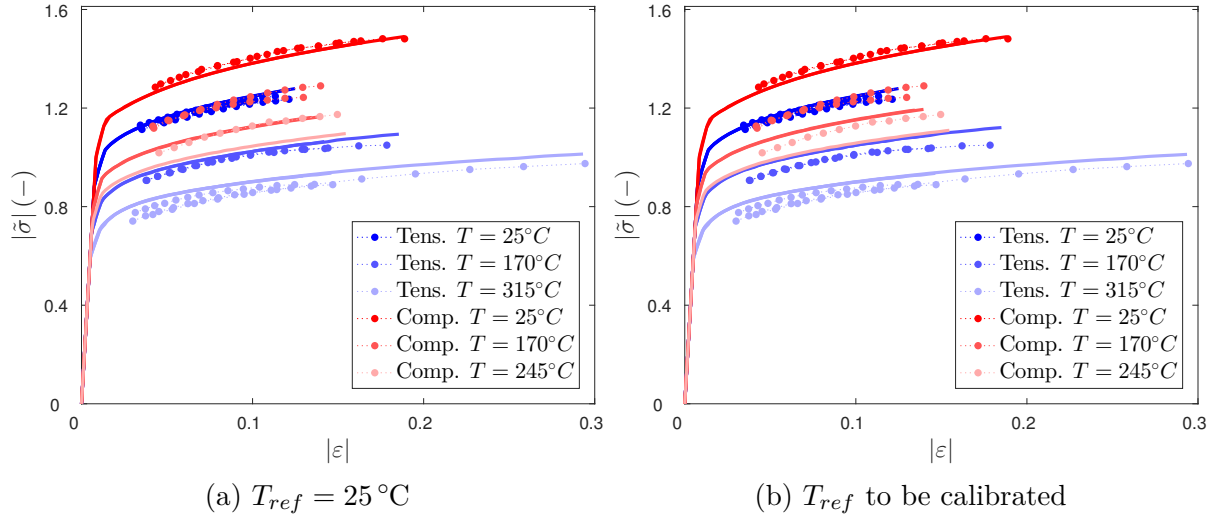 1.6
1.2
0.8
0.4
0
0
0.1
0.2
0.3
|σ̃| (−)
|ε|
Tens. T = 25°C
Tens. T = 170°C
Tens. T = 315°C
Comp. T = 25°C
Comp. T = 170°C
Comp. T = 245°C
(a) T_ref = 25 °C
1.6
1.2
0.8
0.4
0
0
0.1
0.2
0.3
|σ̃| (−)
|ε|
Tens. T = 25°C
Tens. T = 170°C
Tens. T = 315°C
Comp. T = 25°C
Comp. T = 170°C
Comp. T = 245°C
(b) T_ref to be calibrated